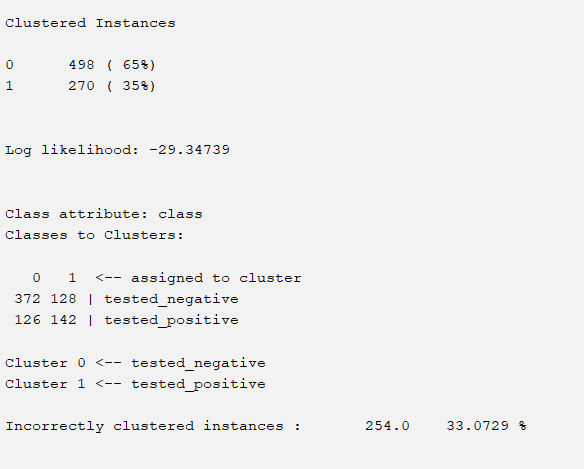 Clustered Instances
0      498 ( 65%)
1      270 ( 35%)
Log likelihood: -29.34739
Class attribute: class
Classes to Clusters:
   0   1  <-- assigned to cluster
 372 128 | tested_negative
 126 142 | tested_positive
Cluster 0 <-- tested_negative
Cluster 1 <-- tested_positive
Incorrectly clustered instances :       254.0    33.0729 %